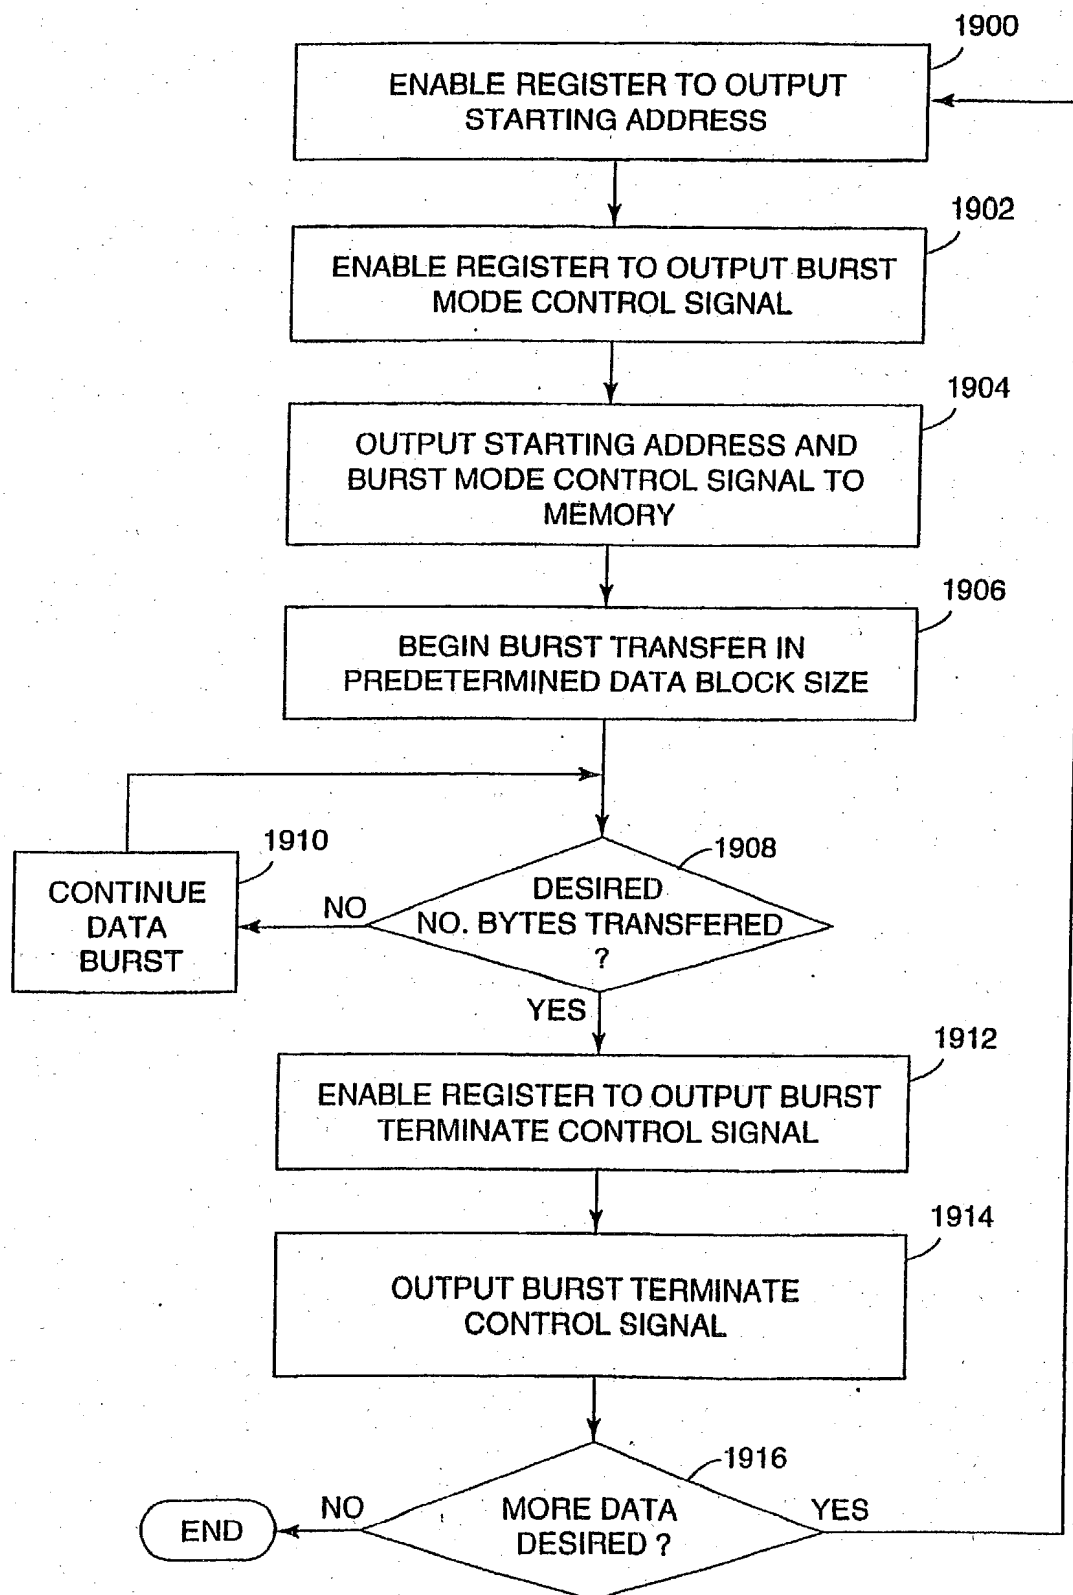 1900
ENABLE REGISTER TO OUTPUT
STARTING ADDRESS
1902
ENABLE REGISTER TO OUTPUT BURST
MODE CONTROL SIGNAL
1904
OUTPUT STARTING ADDRESS AND
BURST MODE CONTROL SIGNAL TO
MEMORY
1906
BEGIN BURST TRANSFER IN
PREDETERMINED DATA BLOCK SIZE
1910
CONTINUE
DATA
BURST
NO
1908
DESIRED
NO. BYTES TRANSFERED
?
YES
1912
ENABLE REGISTER TO OUTPUT BURST
TERMINATE CONTROL SIGNAL
1914
OUTPUT BURST TERMINATE
CONTROL SIGNAL
1916
MORE DATA
DESIRED ?
NO
YES
END